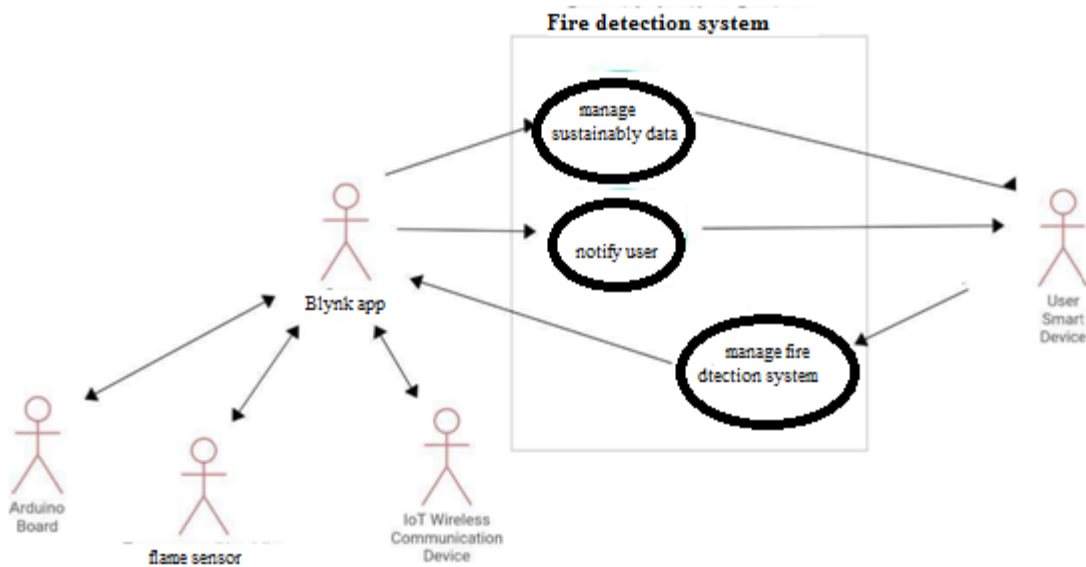 Fire detection system
manage
sustainably data
notify user
Blynk app
User
Smart
Device
manage fire
dtection system
Arduino
Board
IoT Wireless
Communication
Device
flame sensor